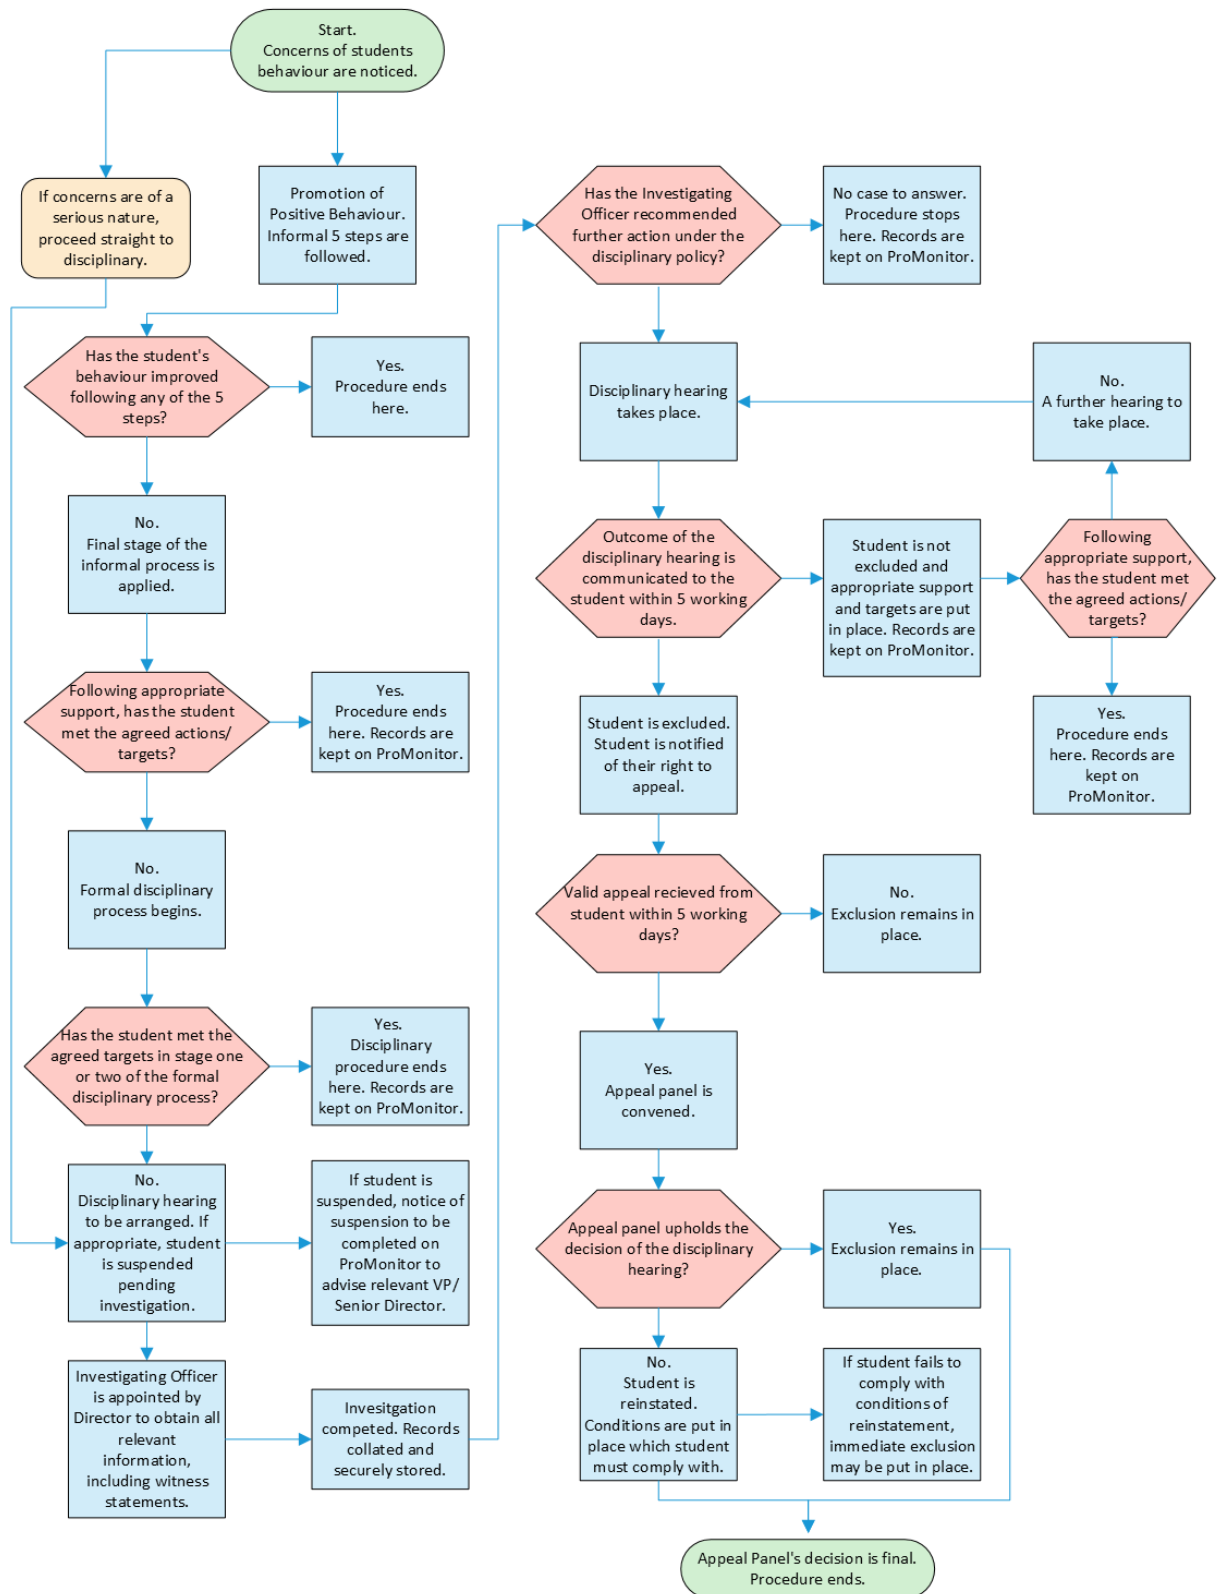 Start.
Concerns of students
behaviour are noticed.
If concerns are of a
serious nature,
proceed straight to
disciplinary.
Promotion of
Positive Behaviour.
Informal 5 steps are
followed.
Has the student's
behaviour improved
following any of the 5
steps?
Yes.
Procedure ends
here.
No.
Final stage of the
informal process is
applied.
Following appropriate
support, has the student
met the agreed actions/
targets?
Yes.
Procedure ends
here. Records are
kept on ProMonitor.
No.
Formal disciplinary
process begins.
Has the student met the
agreed targets in stage one
or two of the formal
disciplinary process?
Yes.
Disciplinary
procedure ends
here. Records are
kept on ProMonitor.
No.
Disciplinary hearing
to be arranged. If
appropriate, student
is suspended
pending
investigation.
If student is
suspended, notice of
suspension to be
completed on
ProMonitor to
advise relevant VP/
Senior Director.
Investigating Officer
is appointed by
Director to obtain all
relevant
information,
including witness
statements.
Invesitgation
competed. Records
collated and
securely stored.
Has the Investigating
Officer recommended
further action under the
disciplinary policy?
No case to answer.
Procedure stops
here. Records are
kept on ProMonitor.
Disciplinary hearing
takes place.
No.
A further hearing to
take place.
Outcome of the
disciplinary hearing is
communicated to the
student within 5 working
days.
Student is not
excluded and
appropriate support
and targets are put
in place. Records are
kept on ProMonitor.
Following
appropriate support,
has the student met
the agreed actions/
targets?
Yes.
Procedure ends
here. Records are
kept on
ProMonitor.
Student is excluded.
Student is notified
of their right to
appeal.
Valid appeal recieved from
student within 5 working
days?
No.
Exclusion remains in
place.
Yes.
Appeal panel is
convened.
Appeal panel upholds the
decision of the disciplinary
hearing?
Yes.
Exclusion remains in
place.
No.
Student is
reinstated.
Conditions are put in
place which student
must comply with.
If student fails to
comply with
conditions of
reinstatement,
immediate exclusion
may be put in place.
Appeal Panel's decision is final.
Procedure ends.